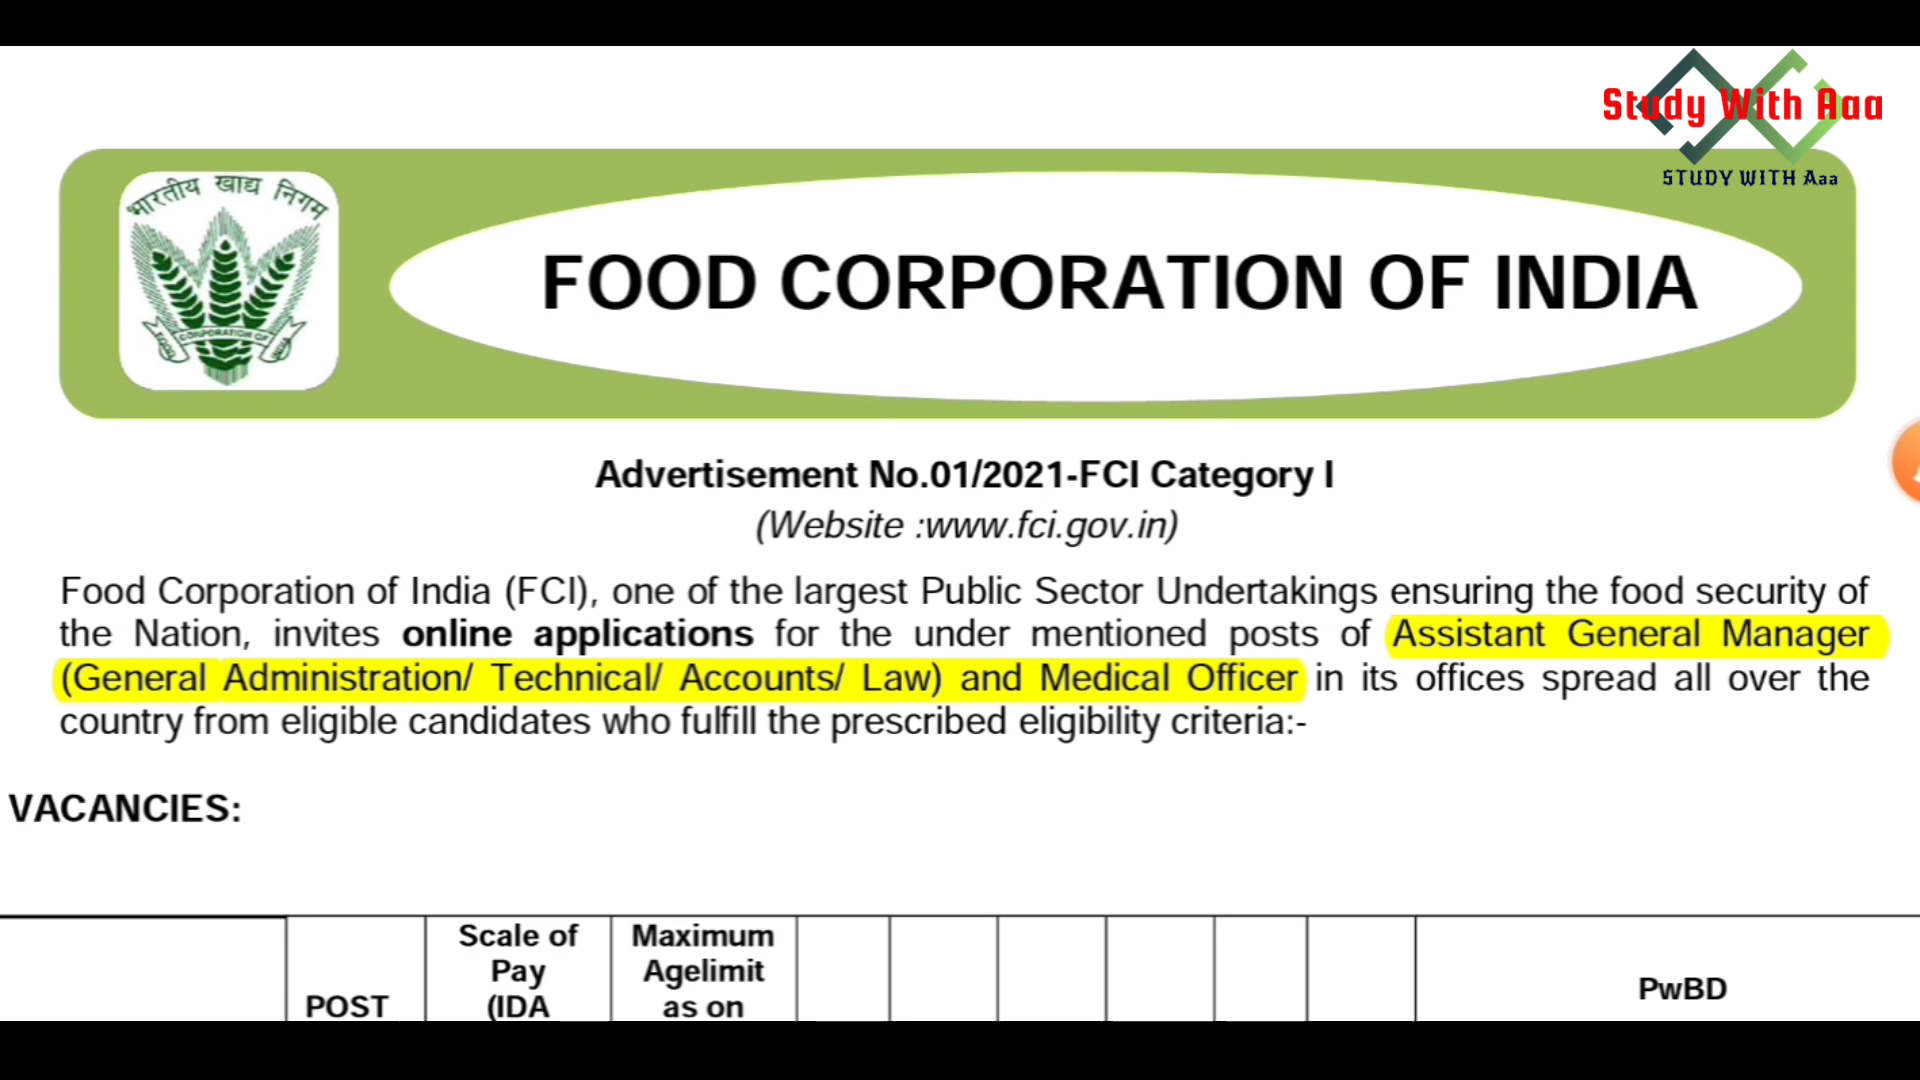 Study With Aaa
STUDY WITH Aaa
भारतीय खाद्य निगम
FOOD CORPORATION OF INDIA
FOOD CORPORATION OF INDIA
Advertisement No.01/2021-FCI Category I
(Website :www.fci.gov.in)
Food Corporation of India (FCI), one of the largest Public Sector Undertakings ensuring the food security of
the Nation, invites online applications for the under mentioned posts of Assistant General Manager
(General Administration/ Technical/ Accounts/ Law) and Medical Officer in its offices spread all over the
country from eligible candidates who fulfill the prescribed eligibility criteria:-
VACANCIES:
POST
Scale of
Pay
(IDA
Maximum
Agelimit
as on
PwBD